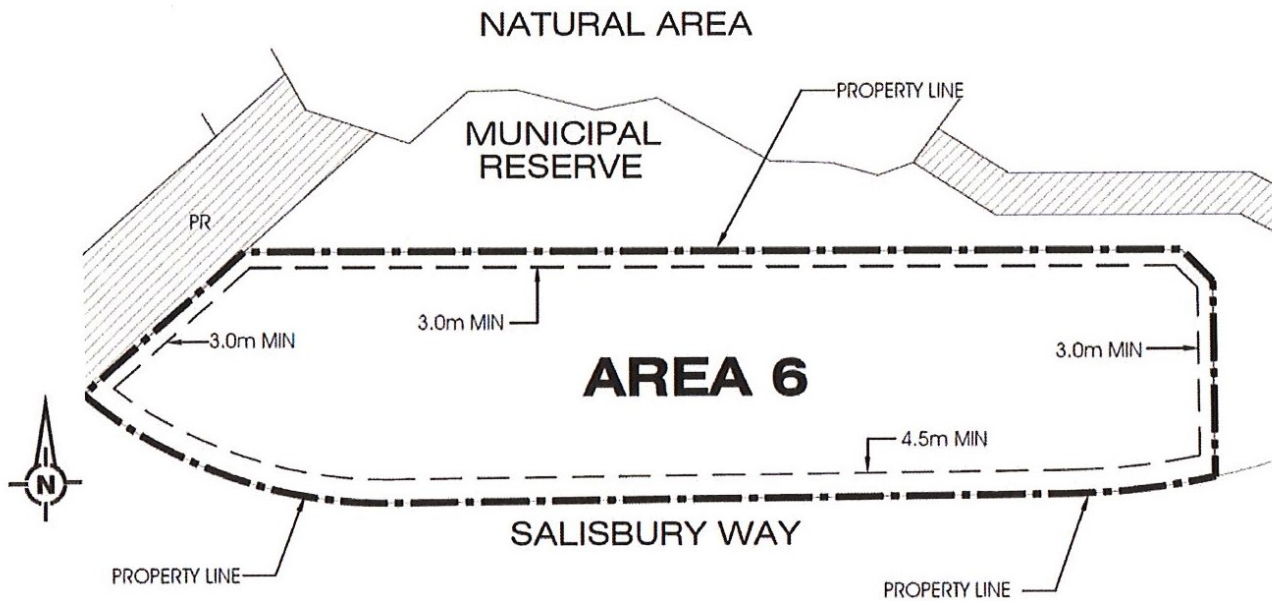 NATURAL AREA
PROPERTY LINE
MUNICIPAL
RESERVE
PR
3.0m MIN
3.0m MIN
3.0m MIN
AREA 6
4.5m MIN
N
SALISBURY WAY
PROPERTY LINE
PROPERTY LINE